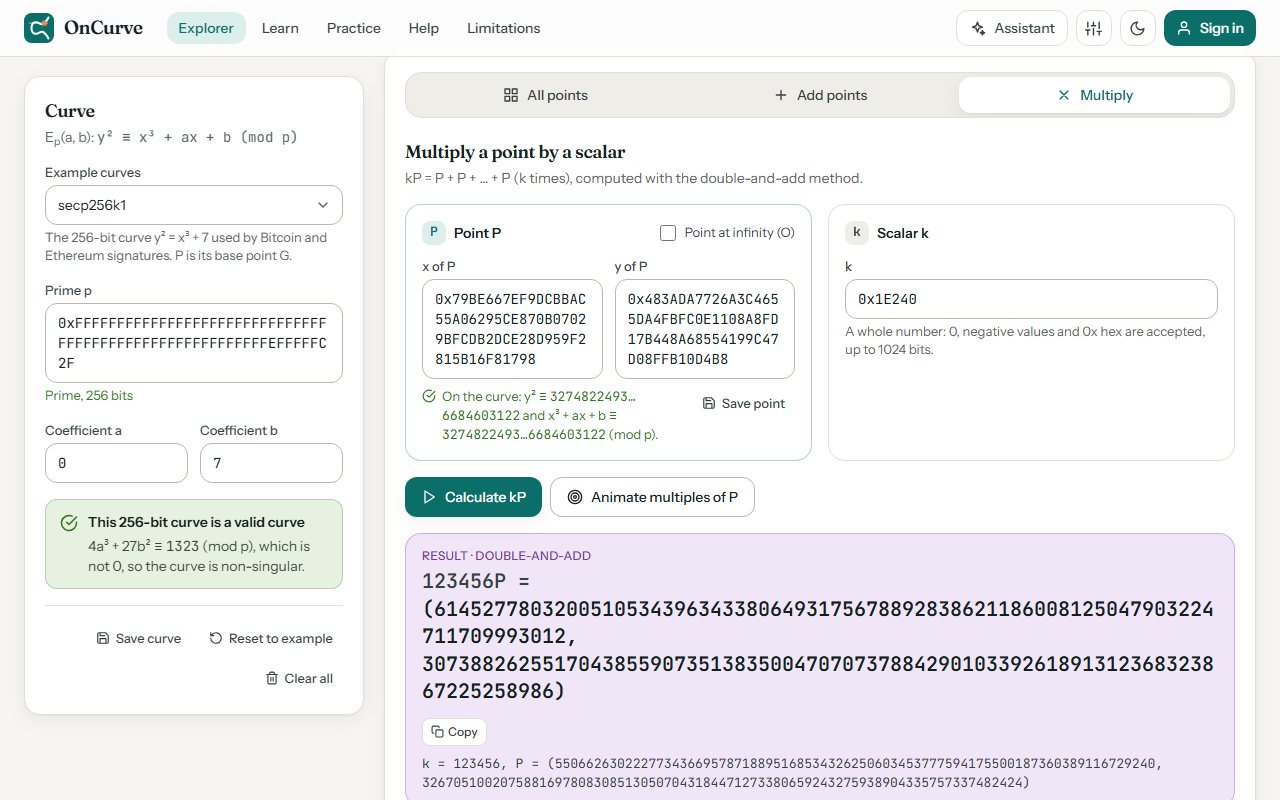 OnCurve
Explorer
Learn
Practice
Help
Limitations
Assistant
Sign in
Curve
Eₚ(a, b): y² ≡ x³ + ax + b (mod p)
Example curves
secp256k1
The 256-bit curve y² = x³ + 7 used by Bitcoin and
Ethereum signatures. P is its base point G.
Prime p
0xFFFFFFFFFFFFFFFFFFFFFFFFFFFFFF
FFFFFFFFFFFFFFFFFFFFFFFFFEFFFFFC
2F
Prime, 256 bits
Coefficient a
Coefficient b
0
7
This 256-bit curve is a valid curve
4a³ + 27b² ≡ 1323 (mod p), which is
not 0, so the curve is non-singular.
Save curve
Reset to example
Clear all
All points
Add points
Multiply
Multiply a point by a scalar
kP = P + P + … + P (k times), computed with the double-and-add method.
P
Point P
Point at infinity (O)
x of P
y of P
0x79BE667EF9DCBBAC
55A06295CE870B0702
9BFCDB2DCE28D959F2
815B16F81798
0x483ADA7726A3C465
5DA4FBFC0E1108A8FD
17B448A68554199C47
D08FFB10D4B8
On the curve: y² ≡ 3274822493…
6684603122 and x³ + ax + b ≡
3274822493…6684603122 (mod p).
Save point
k
Scalar k
k
0x1E240
A whole number: 0, negative values and 0x hex are accepted,
up to 1024 bits.
Calculate kP
Animate multiples of P
RESULT · DOUBLE-AND-ADD
123456P =
(61452778032005105343963433806493175678892838621186008125047903224
711709993012,
30738826255170438559073513835004707073788429010339261891312368323​8
67225258986)
Copy
k = 123456, P = (55066263022277734366957871889516853432625060345377759417550018736038911672​9240,
32670510020758816978083085130507043184471273380659243275938904335757337482424)